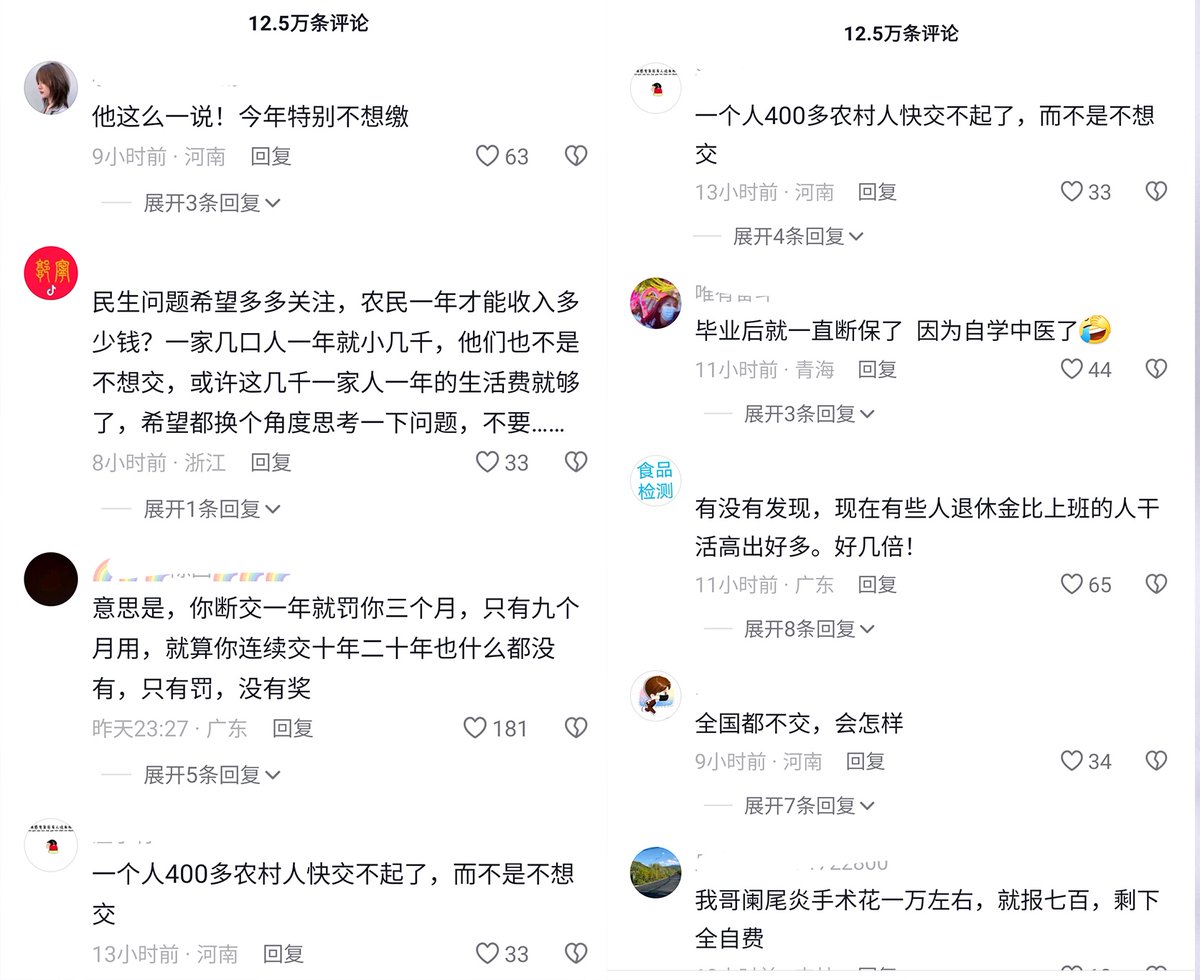 12.5万条评论
他这么一说！今年特别不想缴
9小时前 · 河南 回复 63
展开3条回复
民生问题希望多多关注，农民一年才能收入多
少钱？一家几口人一年就小几千，他们也不是
不想交，或许这几千一家人一年的生活费就够
了，希望都换个角度思考一下问题，不要……
8小时前 · 浙江 回复 33
展开1条回复
意思是，你断交一年就罚你三个月，只有九个
月用，就算你连续交十年二十年也什么都没
有，只有罚，没有奖
昨天23:27 · 广东 回复 181
展开5条回复
一个人400多农村人快交不起了，而不是不想
交
13小时前 · 河南 回复 33
12.5万条评论
一个人400多农村人快交不起了，而不是不想
交
13小时前 · 河南 回复 33
展开4条回复
毕业后就一直断保了 因为自学中医了🤣
11小时前 · 青海 回复 44
展开3条回复
食品
检测
有没有发现，现在有些人退休金比上班的人干
活高出好多。好几倍！
11小时前 · 广东 回复 65
展开8条回复
全国都不交，会怎样
9小时前 · 河南 回复 34
展开7条回复
我哥阑尾炎手术花一万左右，就报七百，剩下
全自费